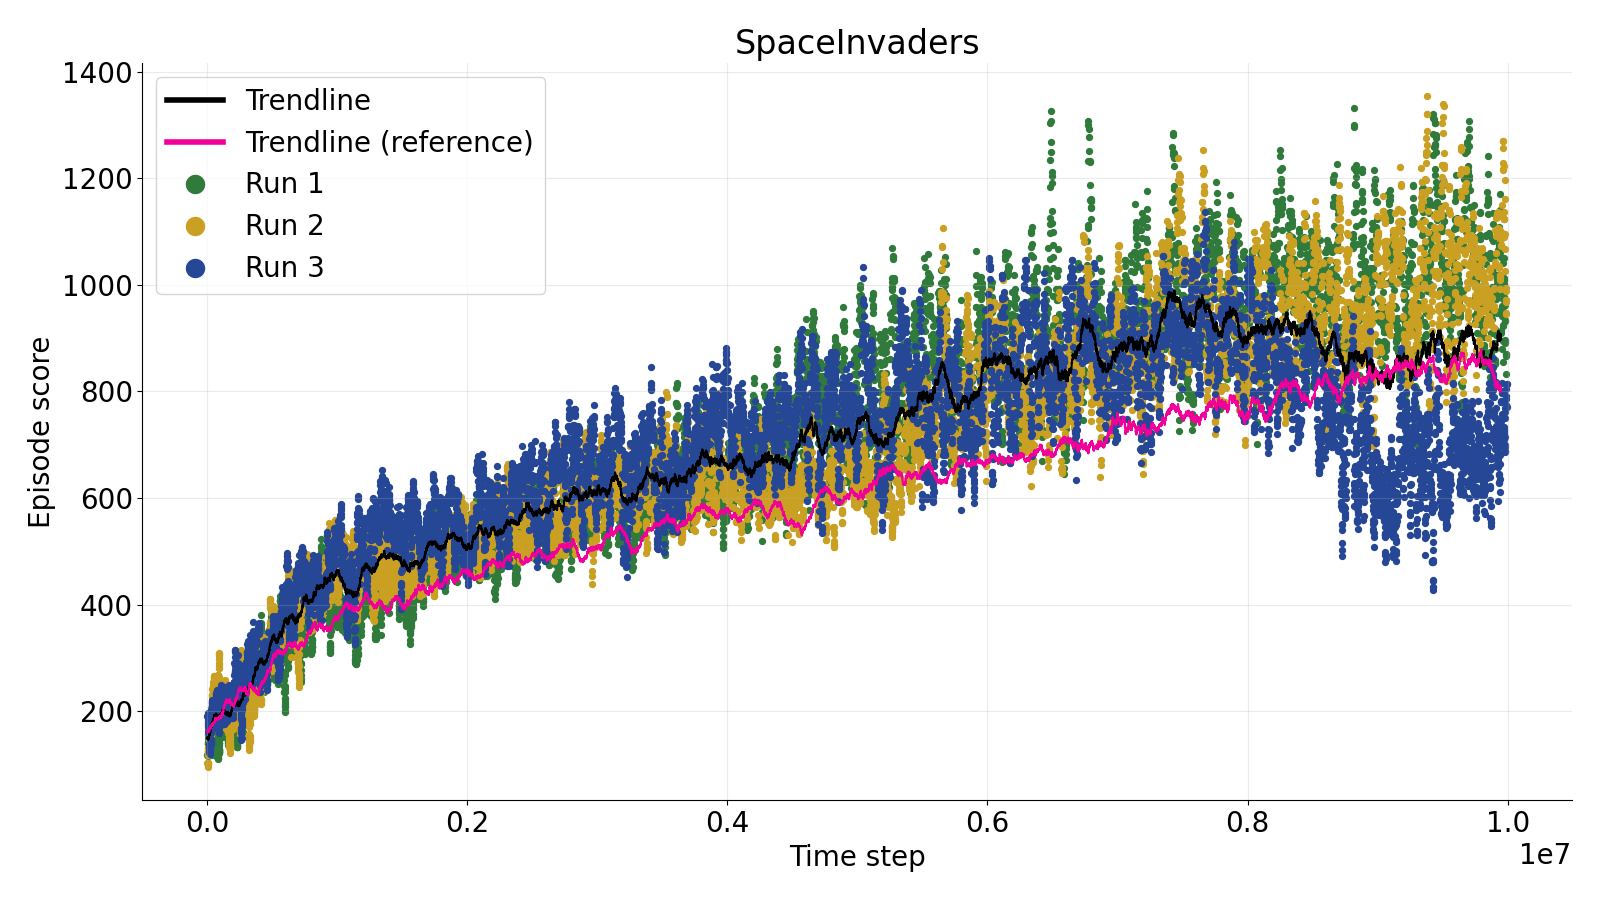 SpaceInvaders
1400
1200
1000
800
600
400
200
Episode score
Trendline
Trendline (reference)
Run 1
Run 2
Run 3
0.0
0.2
0.4
0.6
0.8
1.0
Time step
1e7